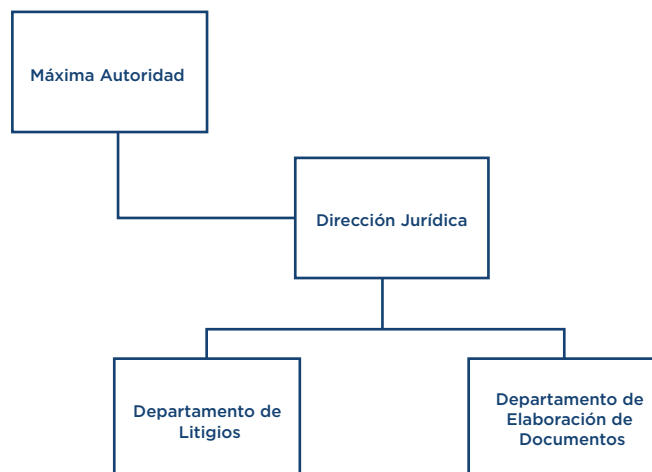 Máxima Autoridad
Dirección Jurídica
Departamento de
Litigios
Departamento de
Elaboración de
Documentos